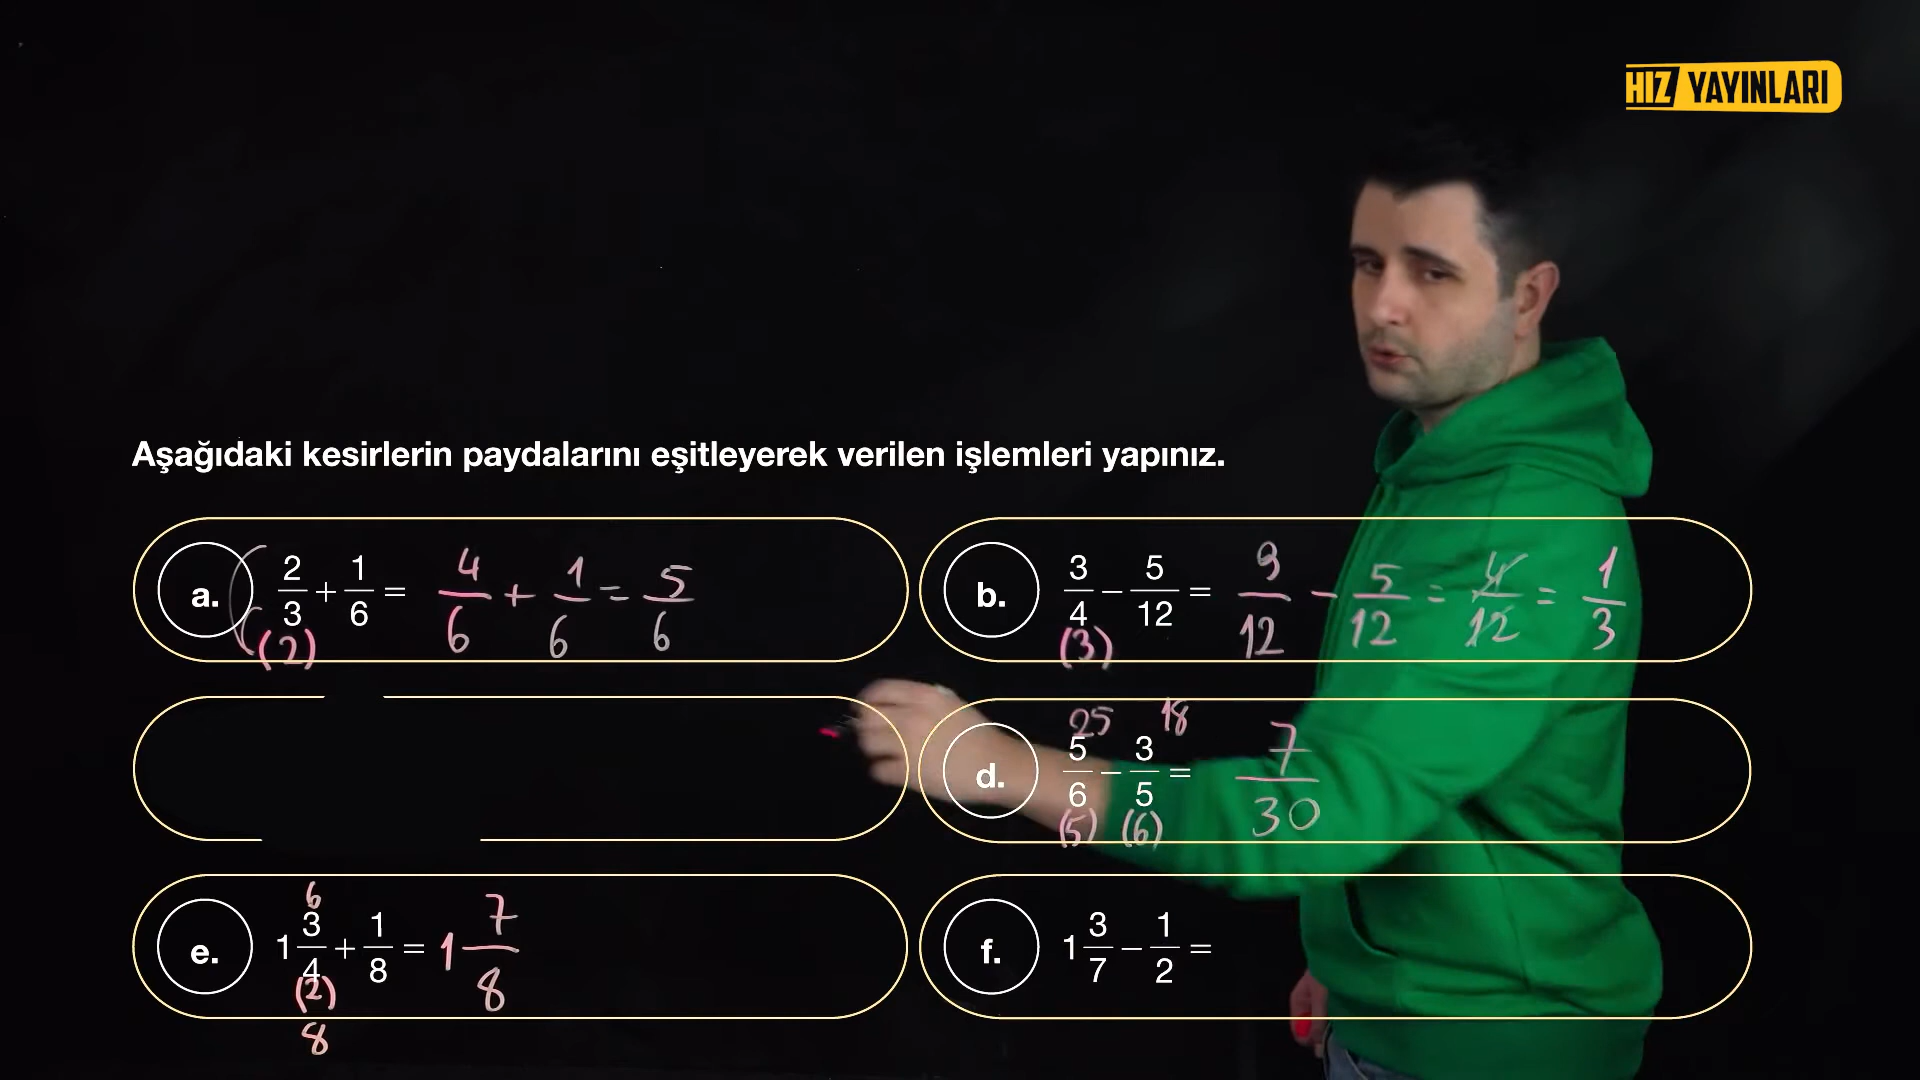 HIZ YAYINLARI
Aşağıdaki kesirlerin paydalarını eşitleyerek verilen işlemleri yapınız.
a. 2/3 (2) + 1/6 = 4/6 + 1/6 = 5/6
b. 3/4 (3) − 5/12 = 9/12 − 5/12 = 4/12 = 1/3
25 18
d. 5/6 (5) − 3/5 (6) = 7/30
6
e. 1 3/4 (2) + 1/8 = 1 7/8
8
f. 1 3/7 − 1/2 =